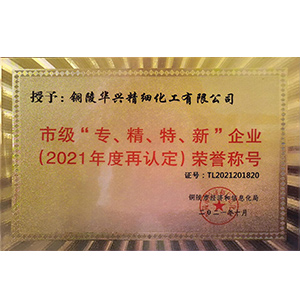 授予：铜陵华兴精细化工有限公司
市级“专、精、特、新”企业
（2021年度再认定）荣誉称号
证号：TL2021201820
铜陵市经济和信息化局
二〇二一年十月